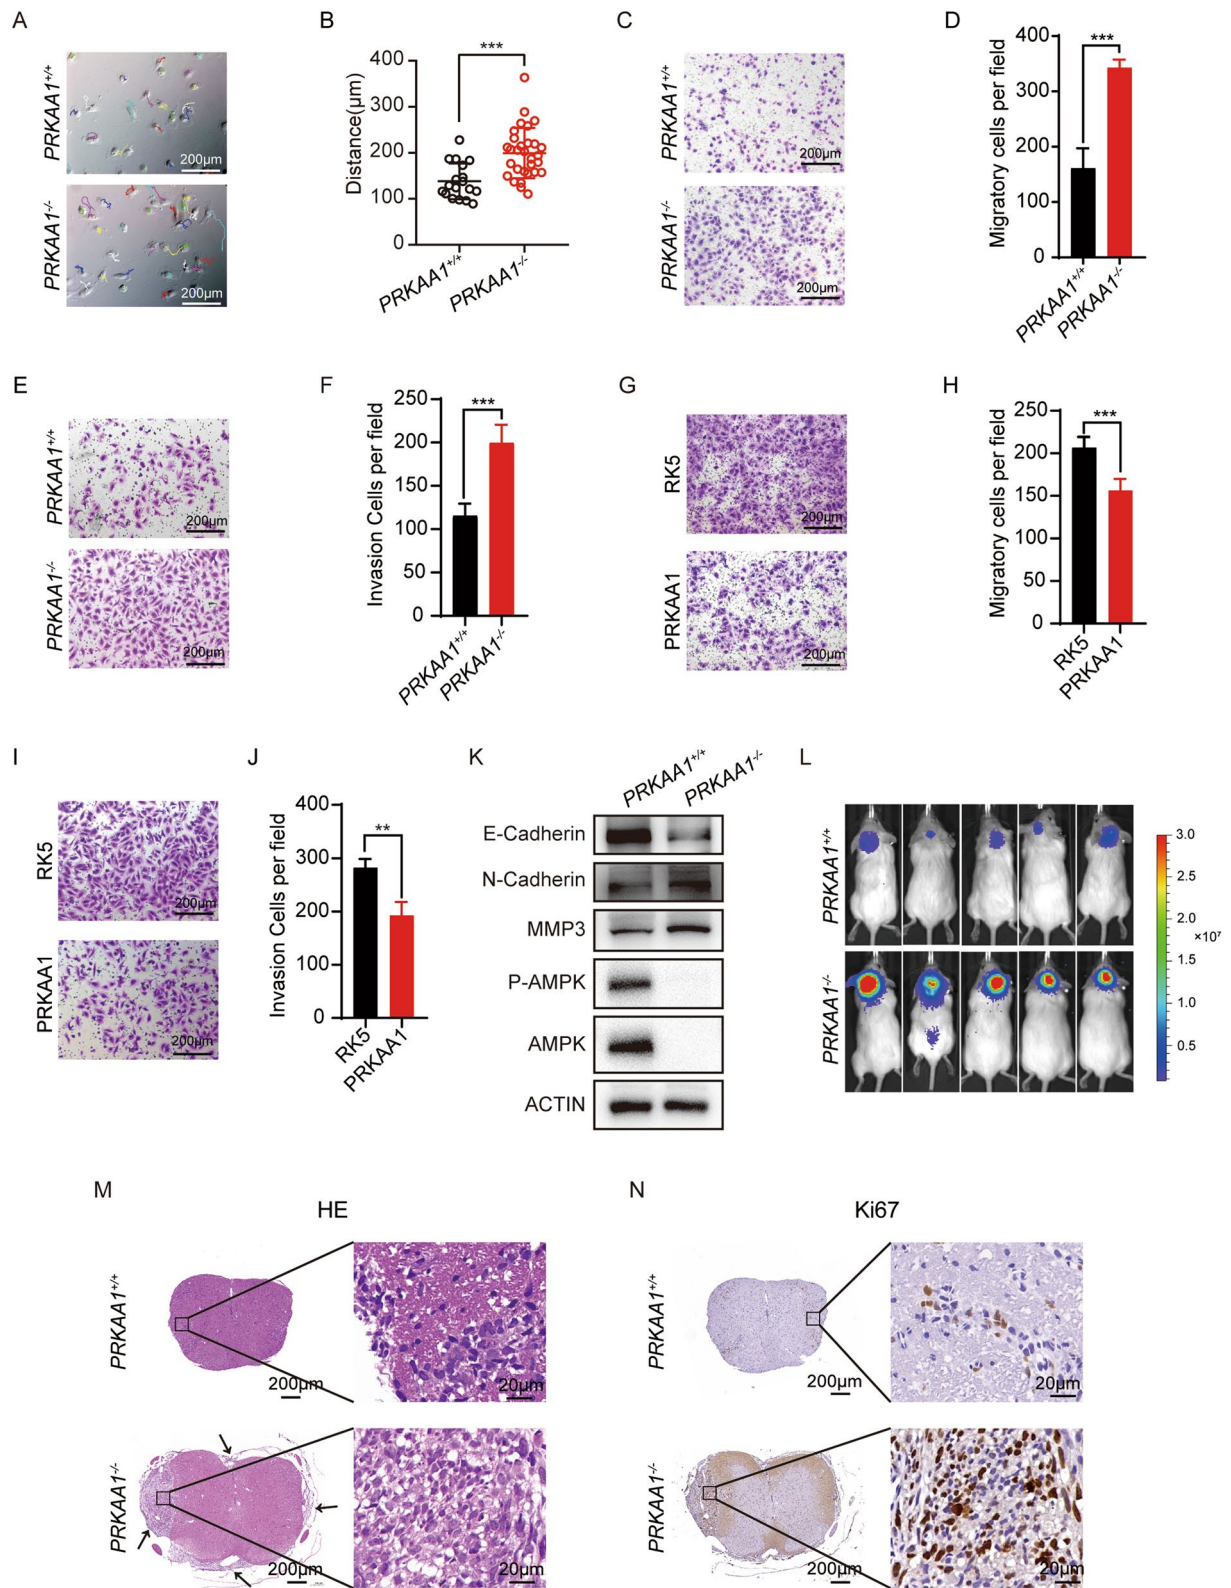 A
PRKAA1+/+
200μm
PRKAA1-/-
200μm
B
***
Distance(μm)
400
300
200
100
0
PRKAA1+/+
PRKAA1-/-
C
PRKAA1+/+
200μm
PRKAA1-/-
200μm
D
***
Migratory cells per field
400
300
200
100
0
PRKAA1+/+
PRKAA1-/-
E
PRKAA1+/+
200μm
PRKAA1-/-
200μm
F
***
Invasion Cells per field
250
200
150
100
50
0
PRKAA1+/+
PRKAA1-/-
G
RK5
200μm
PRKAA1
200μm
H
***
Migratory cells per field
250
200
150
100
50
0
RK5
PRKAA1
I
RK5
200μm
PRKAA1
200μm
J
**
Invasion Cells per field
400
300
200
100
0
RK5
PRKAA1
K
PRKAA1+/+
PRKAA1-/-
E-Cadherin
N-Cadherin
MMP3
P-AMPK
AMPK
ACTIN
L
PRKAA1+/+
PRKAA1-/-
3.0
2.5
2.0
×10⁷
1.5
1.0
0.5
M
HE
PRKAA1+/+
200μm
20μm
PRKAA1-/-
200μm
20μm
N
Ki67
PRKAA1+/+
200μm
20μm
PRKAA1-/-
200μm
20μm